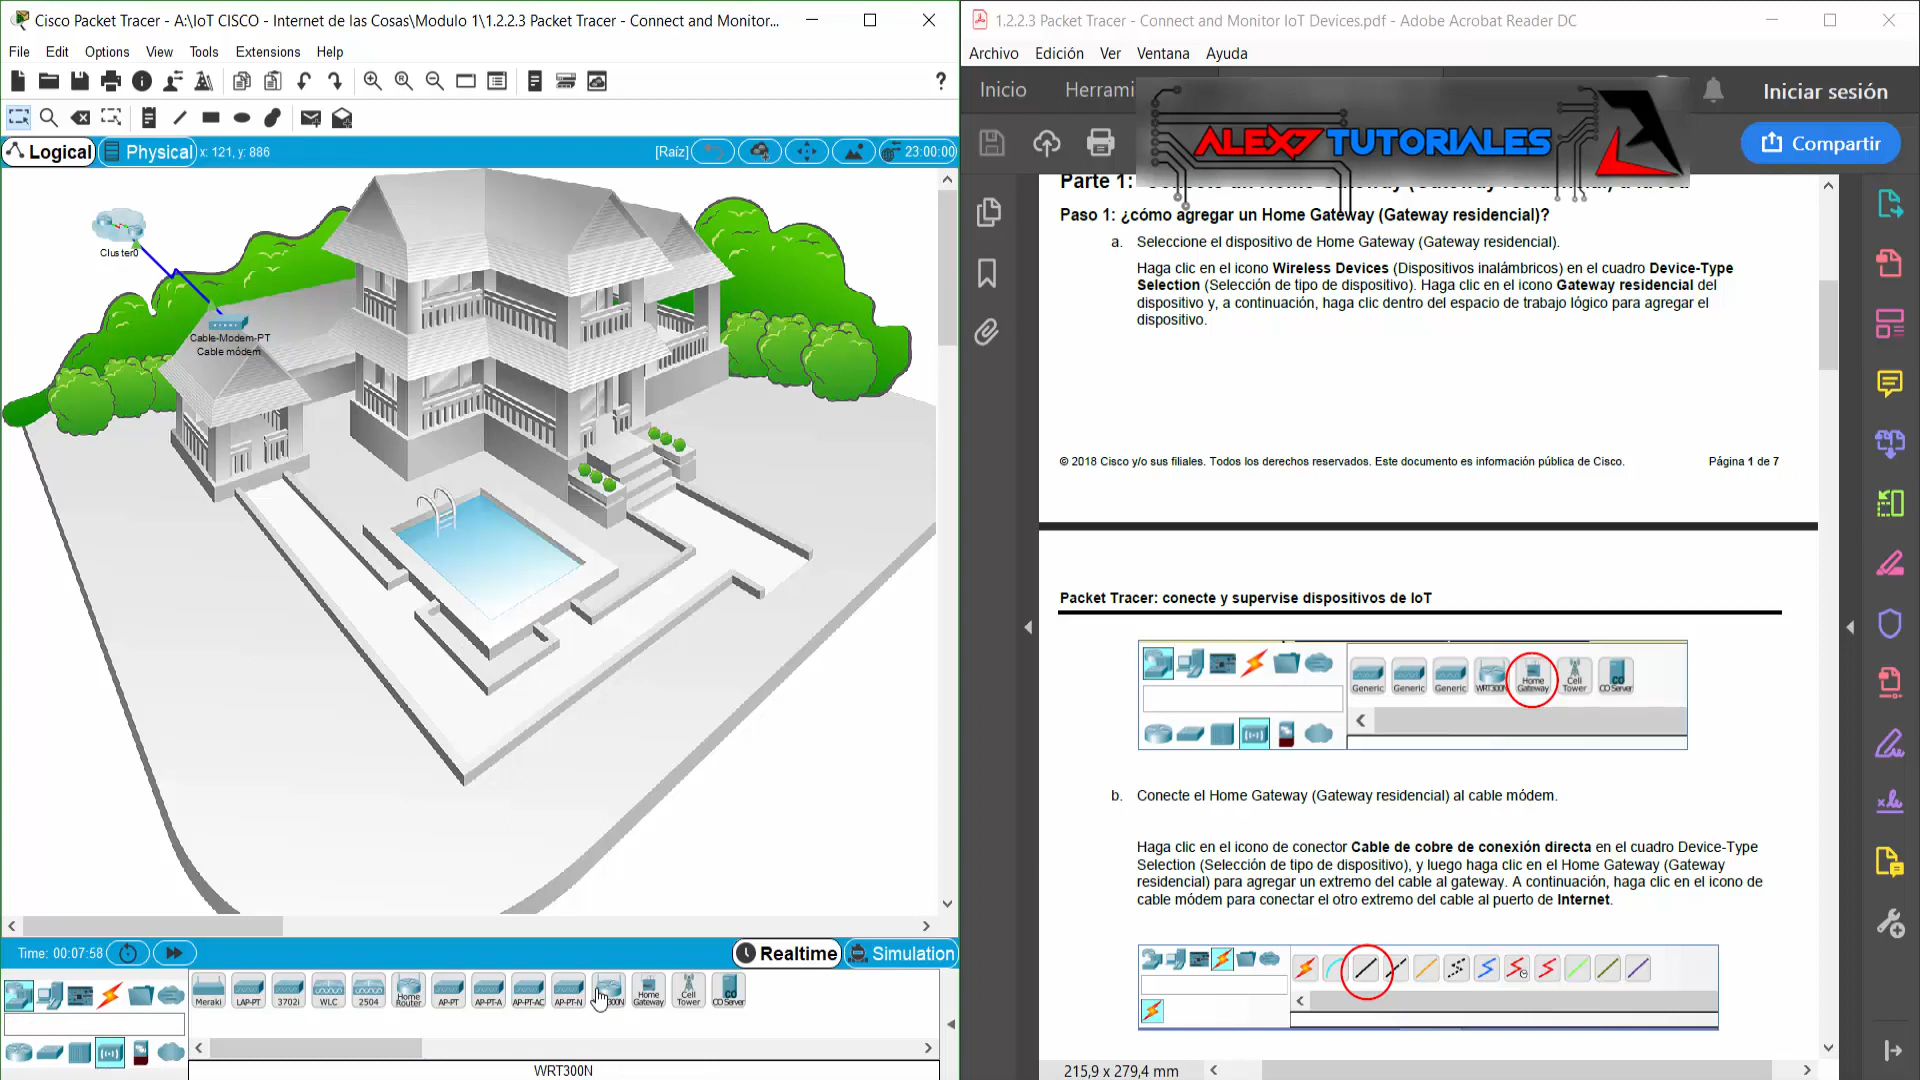 Cisco Packet Tracer - A:\IoT CISCO - Internet de las Cosas\Modulo 1\1.2.2.3 Packet Tracer - Connect and Monitor...
File Edit Options View Tools Extensions Help
Logical Physical x: 121, y: 886 [Raíz] 23:00:00
Cluster0
Cable-Modem-PT
Cable módem
Time: 00:07:58 Realtime Simulation
Meraki LAP-PT 3702i WLC 2504 Home Router AP-PT AP-PT-A AP-PT-AC AP-PT-N Home Gateway Cell Tower CO Server
WRT300N
1.2.2.3 Packet Tracer - Connect and Monitor IoT Devices.pdf - Adobe Acrobat Reader DC
Archivo Edición Ver Ventana Ayuda
Inicio Herrami Iniciar sesión
ALEX7 TUTORIALES
Compartir
Parte 1:
Paso 1: ¿cómo agregar un Home Gateway (Gateway residencial)?
a. Seleccione el dispositivo de Home Gateway (Gateway residencial).
Haga clic en el icono Wireless Devices (Dispositivos inalámbricos) en el cuadro Device-Type
Selection (Selección de tipo de dispositivo). Haga clic en el icono Gateway residencial del
dispositivo y, a continuación, haga clic dentro del espacio de trabajo lógico para agregar el
dispositivo.
© 2018 Cisco y/o sus filiales. Todos los derechos reservados. Este documento es información pública de Cisco. Página 1 de 7
Packet Tracer: conecte y supervise dispositivos de IoT
Generic Generic Generic WRT300N Home Gateway Cell Tower CO Server
b. Conecte el Home Gateway (Gateway residencial) al cable módem.
Haga clic en el icono de conector Cable de cobre de conexión directa en el cuadro Device-Type
Selection (Selección de tipo de dispositivo), y luego haga clic en el Home Gateway (Gateway
residencial) para agregar un extremo del cable al gateway. A continuación, haga clic en el icono de
cable módem para conectar el otro extremo del cable al puerto de Internet.
215,9 x 279,4 mm